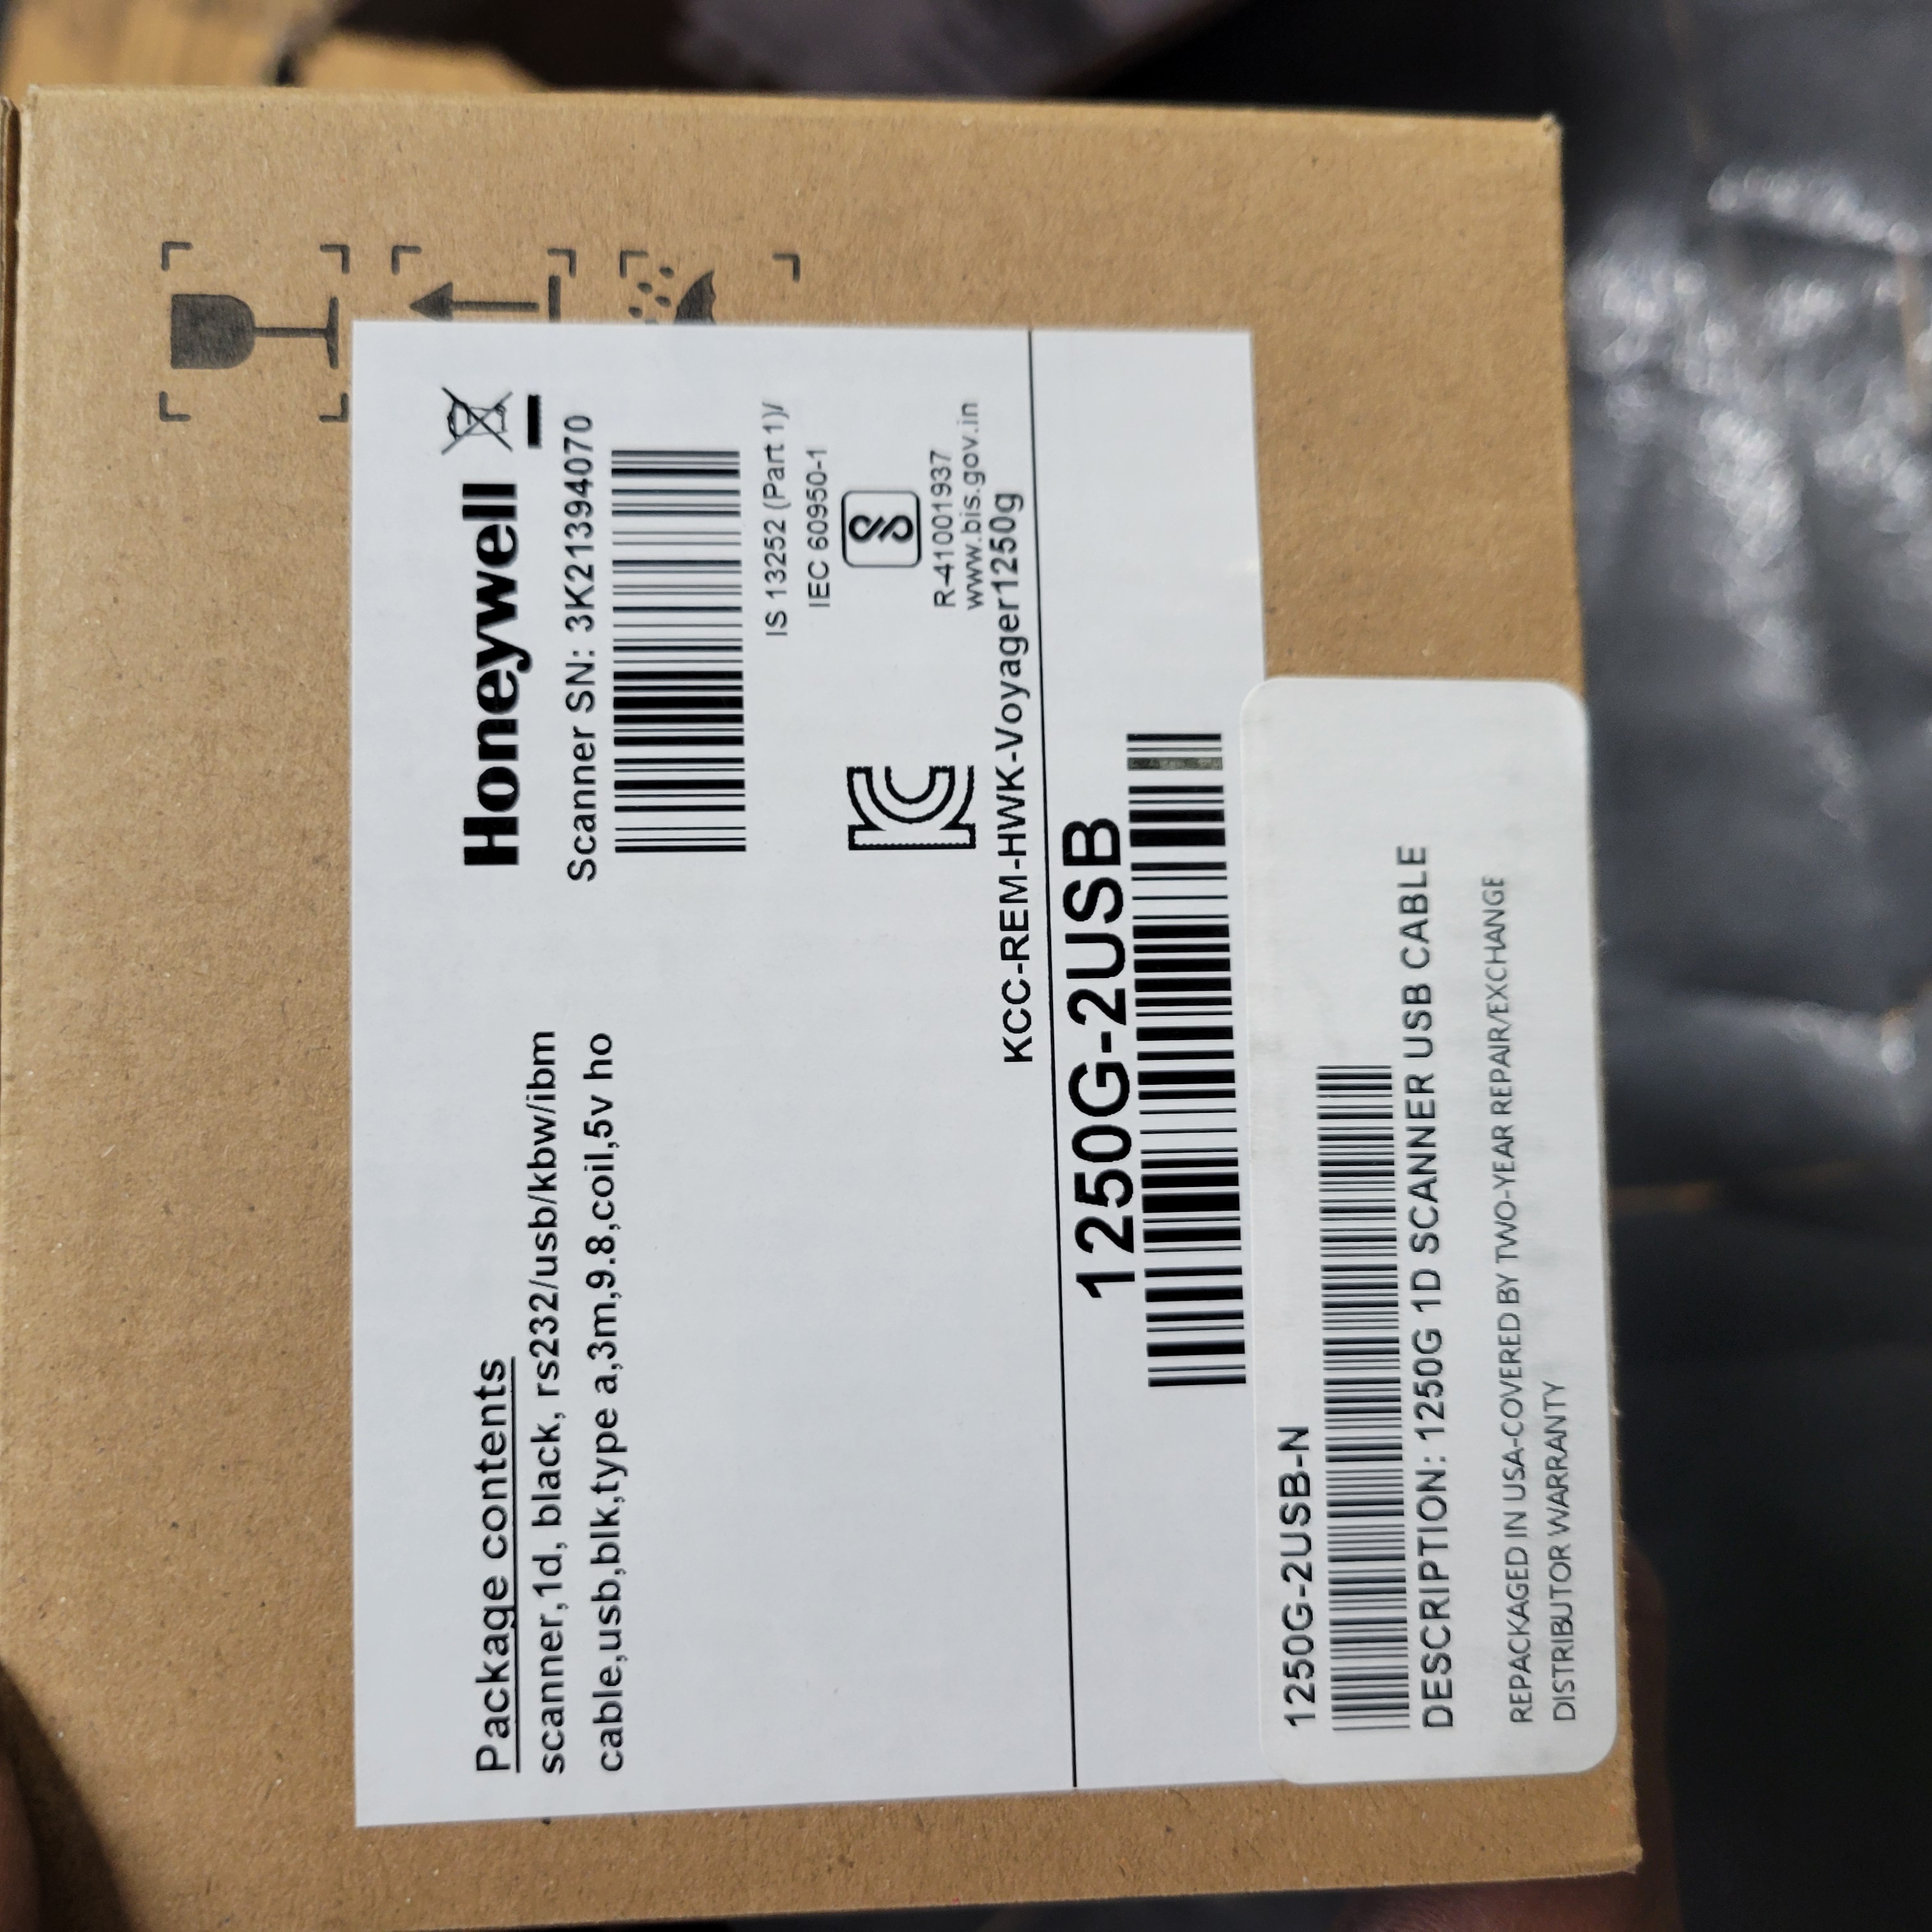 Honeywell
Package contents
scanner,1d, black, rs232/usb/kbw/ibm
cable,usb,blk,type a,3m,9.8,coil,5v ho
Scanner SN: 3K21394070
IS 13252 (Part 1)/
IEC 60950-1
R-41001937
www.bis.gov.in
KCC-REM-HWK-Voyager1250g
1250G-2USB
1250G-2USB-N
DESCRIPTION: 1250G 1D SCANNER USB CABLE
REPACKAGED IN USA-COVERED BY TWO-YEAR REPAIR/EXCHANGE
DISTRIBUTOR WARRANTY